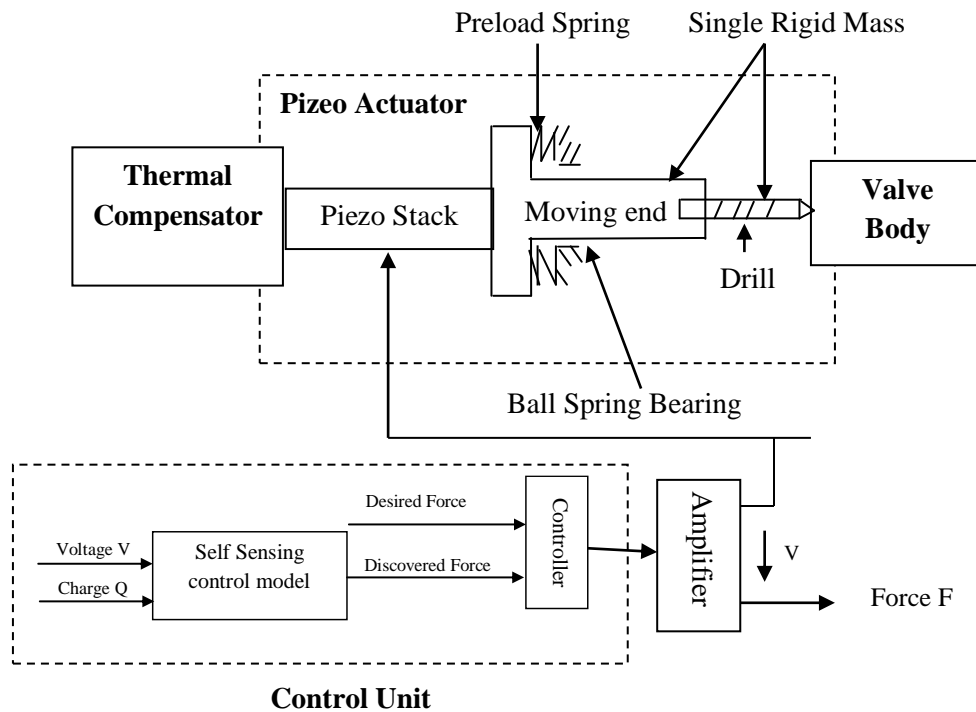 Preload Spring
Single Rigid Mass
Pizeo Actuator
Thermal
Compensator
Piezo Stack
Moving end
Valve
Body
Drill
Ball Spring Bearing
Desired Force
Voltage V
Self Sensing
control model
Charge Q
Discovered Force
Controller
Amplifier
V
Force F
Control Unit